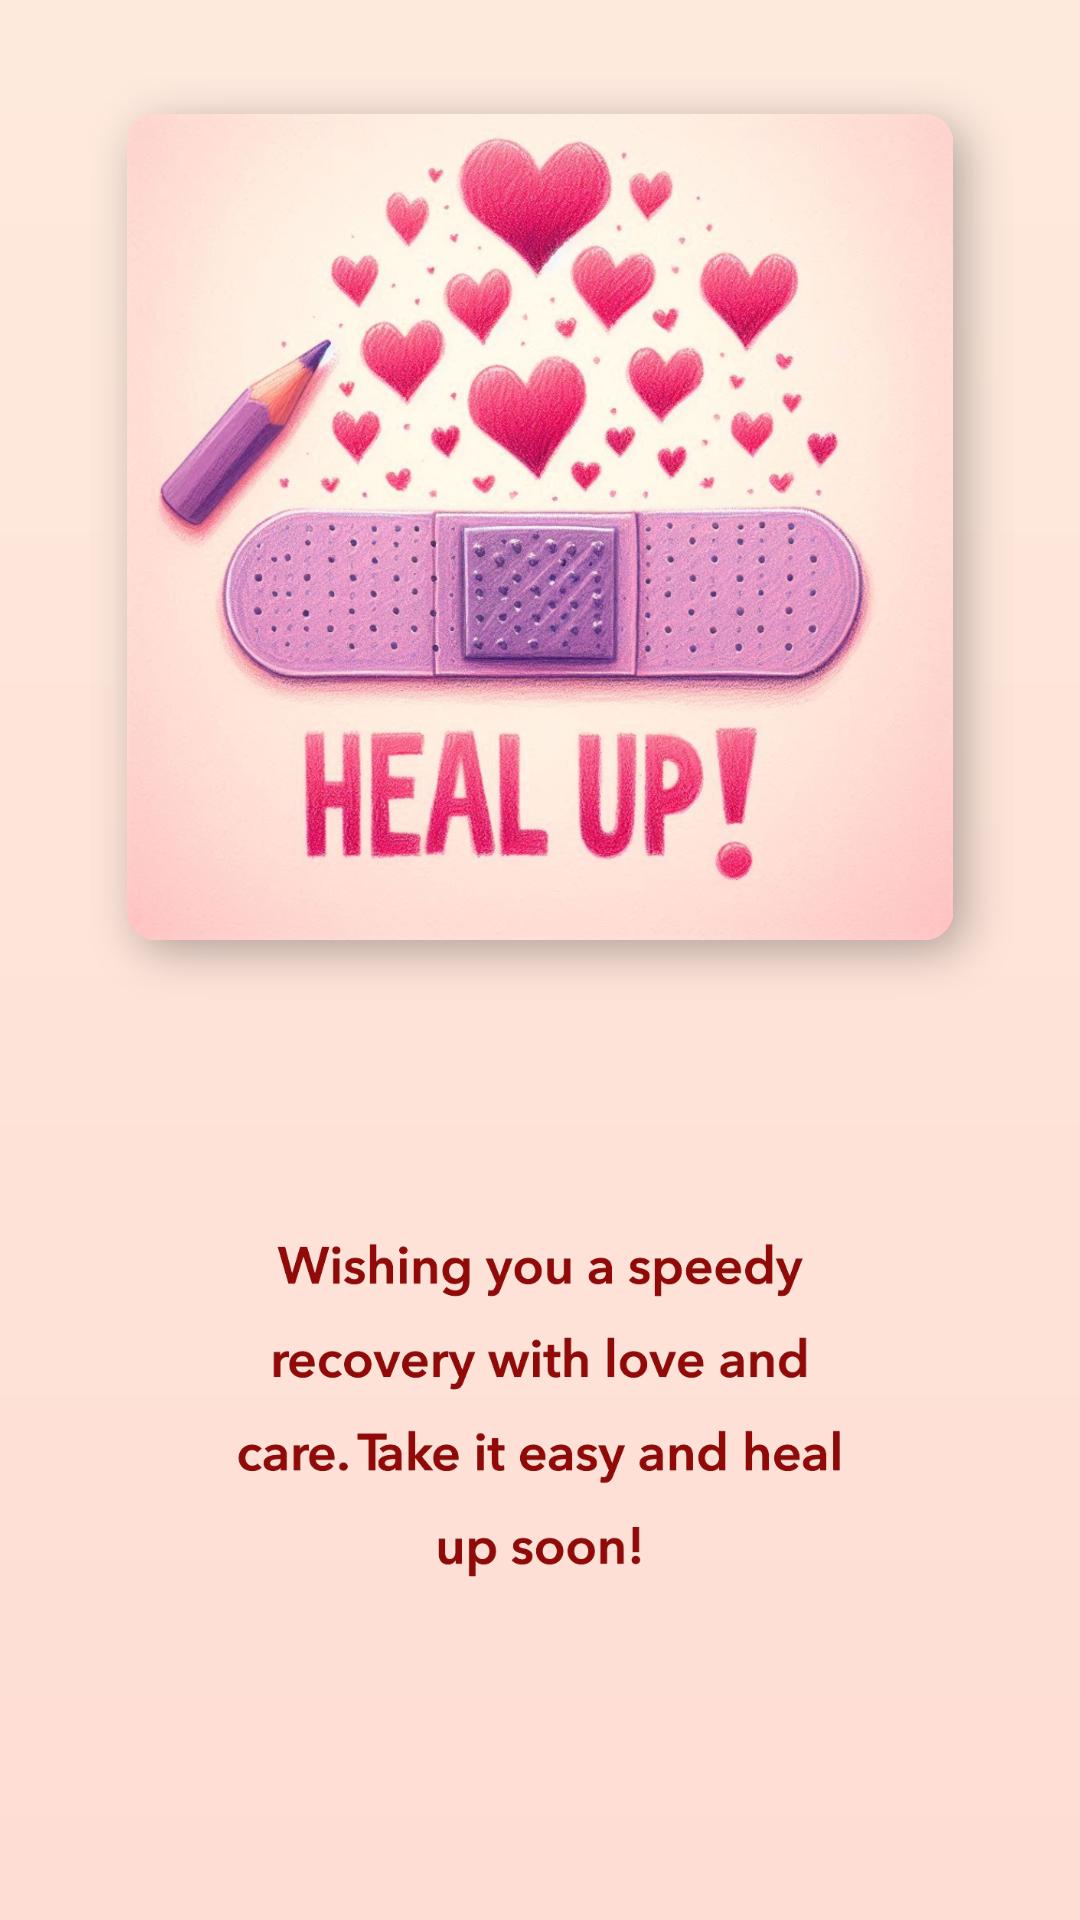 HEAL UP!
Wishing you a speedy
recovery with love and
care. Take it easy and heal
up soon!